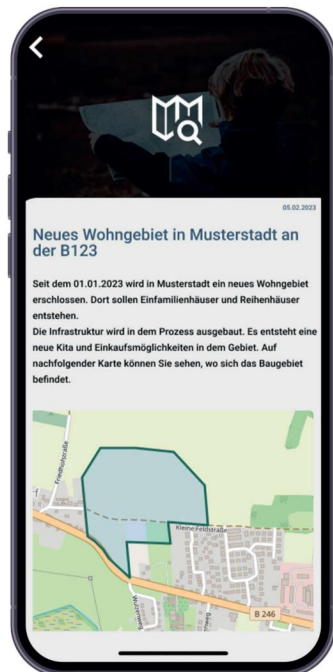 05.02.2023
Neues Wohngebiet in Musterstadt an
der B123
Seit dem 01.01.2023 wird in Musterstadt ein neues Wohngebiet
erschlossen. Dort sollen Einfamilienhäuser und Reihenhäuser
entstehen.
Die Infrastruktur wird in dem Prozess ausgebaut. Es entsteht eine
neue Kita und Einkaufsmöglichkeiten in dem Gebiet. Auf
nachfolgender Karte können Sie sehen, wo sich das Baugebiet
befindet.
Friedhofstraße
Kleine Feldstraße
B 246